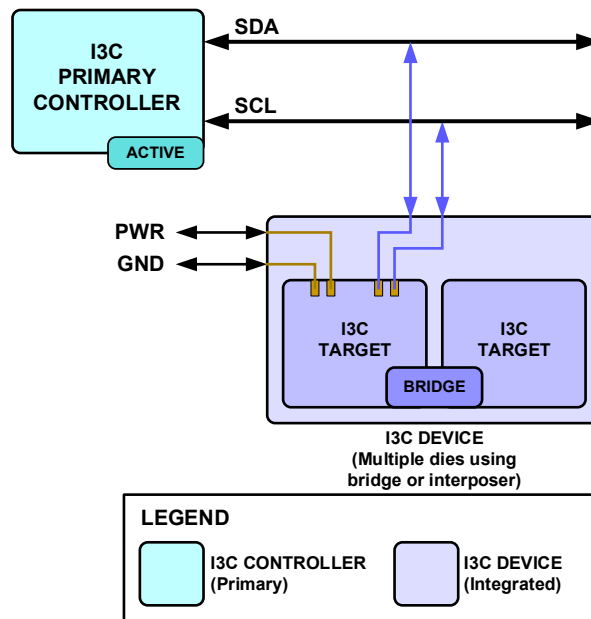 SDA
I3C
PRIMARY
CONTROLLER
SCL
ACTIVE
PWR
GND
I3C
TARGET
I3C
TARGET
BRIDGE
I3C DEVICE
(Multiple dies using
bridge or interposer)
LEGEND
I3C CONTROLLER
(Primary)
I3C DEVICE
(Integrated)